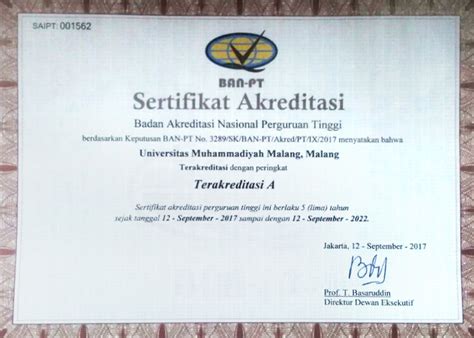 SAIPT: 001562
BAN-PT
Sertifikat Akreditasi
Badan Akreditasi Nasional Perguruan Tinggi
berdasarkan Keputusan BAN-PT No. 3289/SK/BAN-PT/Akred/PT/IX/2017 menyatakan bahwa
Universitas Muhammadiyah Malang, Malang
Terakreditasi dengan peringkat
Terakreditasi A
Sertifikat akreditasi perguruan tinggi ini berlaku 5 (lima) tahun
sejak tanggal 12 - September - 2017 sampai dengan 12 - September - 2022.
Jakarta, 12 - September - 2017
Prof. T. Basaruddin
Direktur Dewan Eksekutif